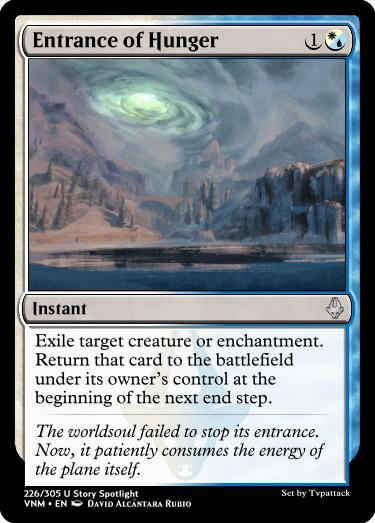 Entrance of Hunger 1
Instant
Exile target creature or enchantment.
Return that card to the battlefield
under its owner's control at the
beginning of the next end step.
The worldsoul failed to stop its entrance.
Now, it patiently consumes the energy of
the plane itself.
226/305 U Story Spotlight
VNM • EN David Alcántara Rubio
Set by Tvpattack